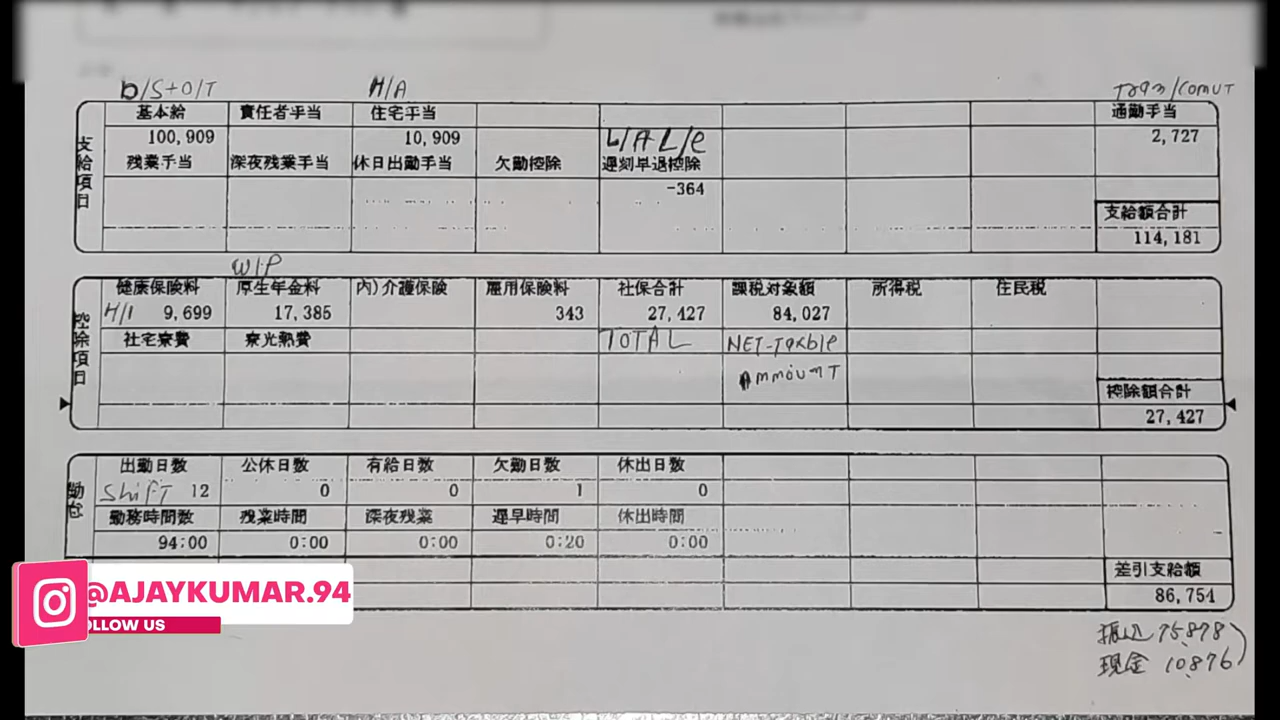 b/S+O/T H/A Tran/comuT
基本給 責任者手当 住宅手当 通勤手当
100,909 10,909 L/A L/e 2,727
支給項目
残業手当 深夜残業手当 休日出勤手当 欠勤控除 遅刻早退控除
-364
支給額合計
114,181
W/P
健康保険料 厚生年金料 内)介護保険 雇用保険料 社保合計 課税対象額 所得税 住民税
H/I 9,699 17,385 343 27,427 84,027
控除項目
社宅寮費 寮光熱費 TOTAL NET-Taxble
AmmounT
控除額合計
27,427
出勤日数 公休日数 有給日数 欠勤日数 休出日数
勤怠
ShifT 12 0 0 1 0
勤務時間数 残業時間 深夜残業 遅早時間 休出時間
94:00 0:00 0:00 0:20 0:00
差引支給額
86,754
@AJAYKUMAR.94
OLLOW US
振込 75,878
現金 10,876